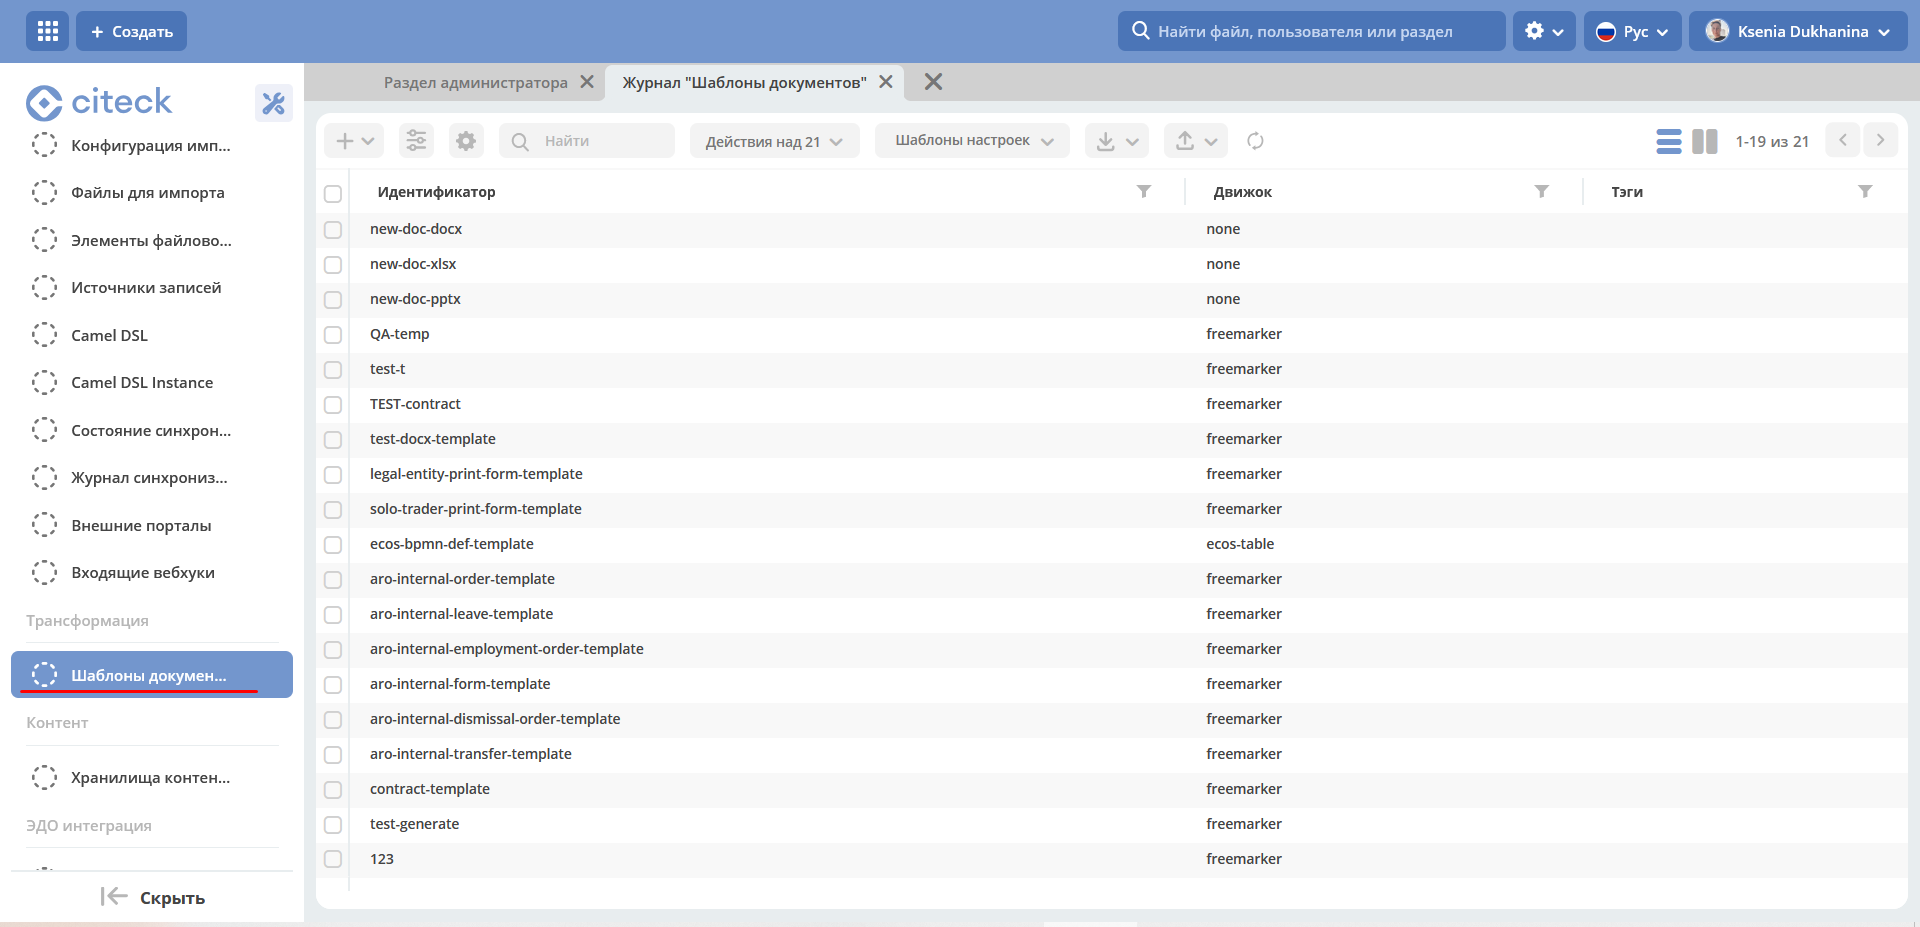 Создать
Найти файл, пользователя или раздел
Рус
Ksenia Dukhanina
citeck
Раздел администратора
Журнал "Шаблоны документов"
Конфигурация имп...
Файлы для импорта
Элементы файлово...
Источники записей
Camel DSL
Camel DSL Instance
Состояние синхрон...
Журнал синхрониз...
Внешние порталы
Входящие вебхуки
Трансформация
Шаблоны докумен...
Контент
Хранилища контен...
ЭДО интеграция
Скрыть
Найти
Действия над 21
Шаблоны настроек
1-19 из 21
Идентификатор Движок Тэги
new-doc-docx none
new-doc-xlsx none
new-doc-pptx none
QA-temp freemarker
test-t freemarker
TEST-contract freemarker
test-docx-template freemarker
legal-entity-print-form-template freemarker
solo-trader-print-form-template freemarker
ecos-bpmn-def-template ecos-table
aro-internal-order-template freemarker
aro-internal-leave-template freemarker
aro-internal-employment-order-template freemarker
aro-internal-form-template freemarker
aro-internal-dismissal-order-template freemarker
aro-internal-transfer-template freemarker
contract-template freemarker
test-generate freemarker
123 freemarker